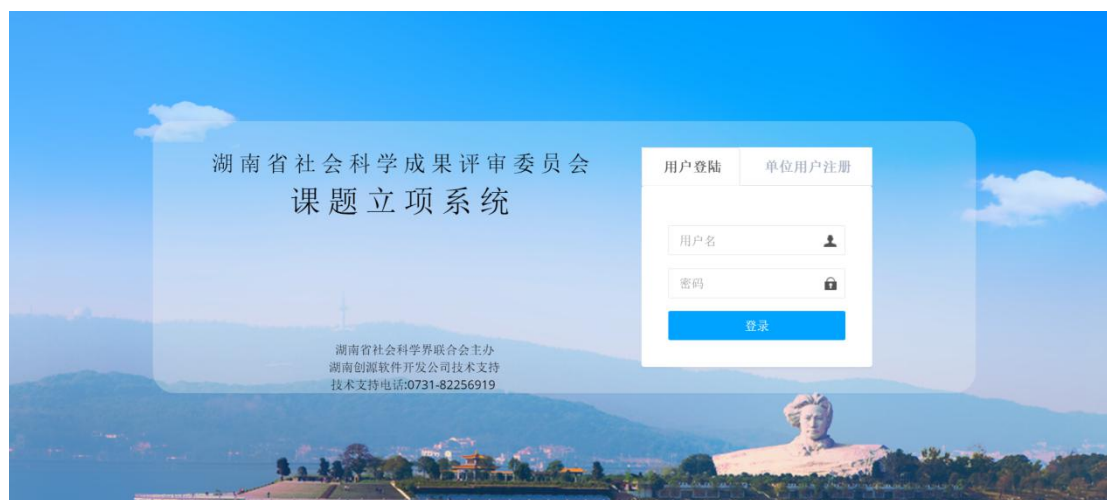 湖南省社会科学成果评审委员会
课题立项系统
用户登陆
单位用户注册
用户名
密码
登录
湖南省社会科学界联合会主办
湖南创源软件开发公司技术支持
技术支持电话:0731-82256919